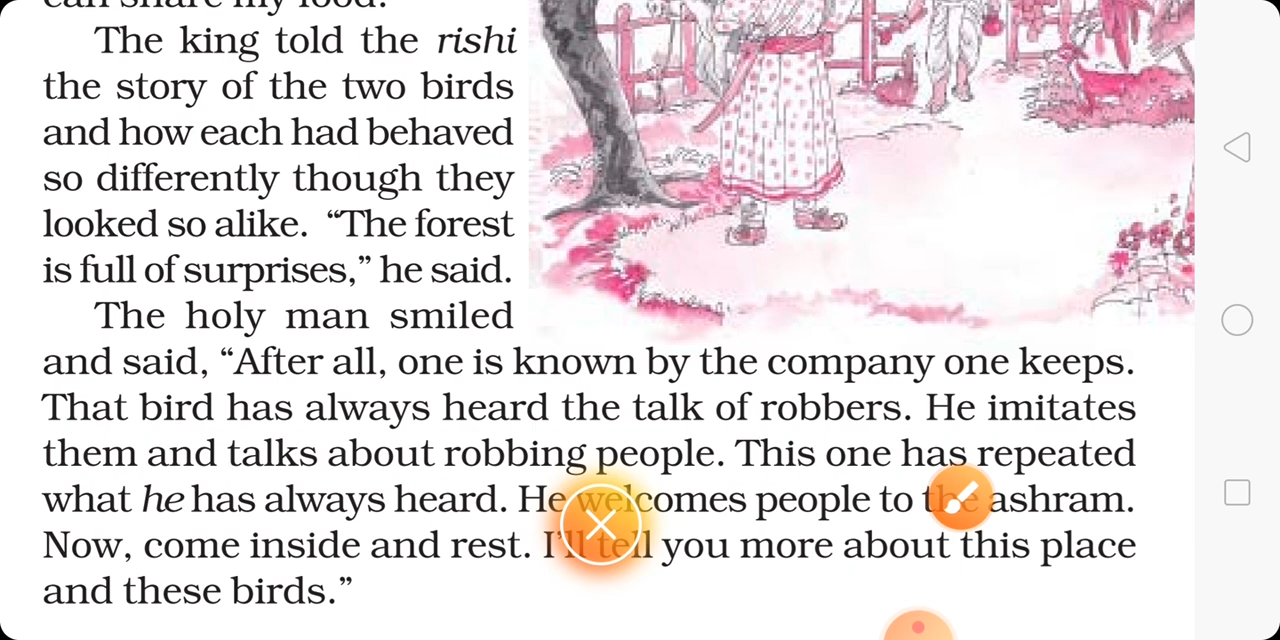 can share my food.
The king told the rishi
the story of the two birds
and how each had behaved
so differently though they
looked so alike. “The forest
is full of surprises,” he said.
The holy man smiled
and said, “After all, one is known by the company one keeps.
That bird has always heard the talk of robbers. He imitates
them and talks about robbing people. This one has repeated
what he has always heard. He welcomes people to the ashram.
Now, come inside and rest. I’ll tell you more about this place
and these birds.”